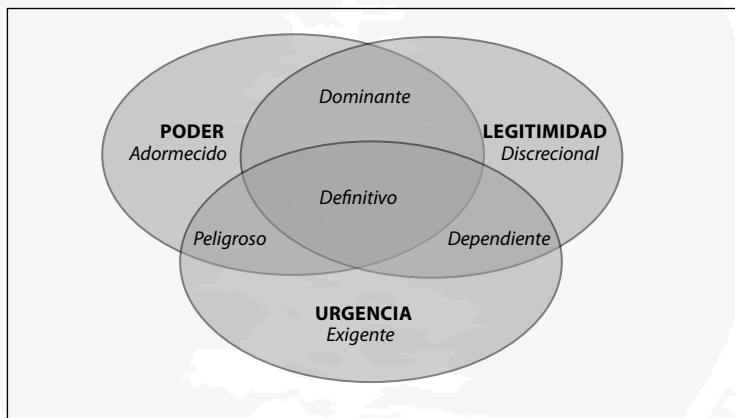 Dominante
PODER
Adormecido
LEGITIMIDAD
Discrecional
Definitivo
Peligroso
Dependiente
URGENCIA
Exigente